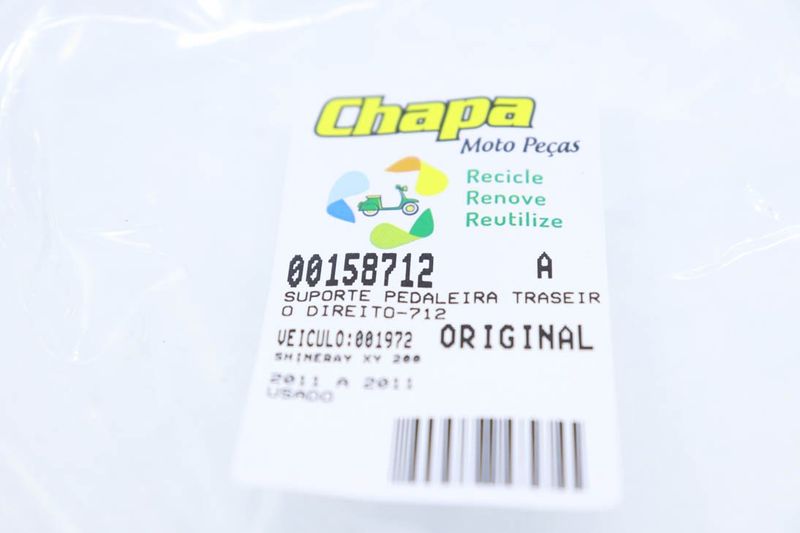 Chapa
Moto Peças
Recicle
Renove
Reutilize
00158712 A
SUPORTE PEDALEIRA TRASEIR
O DIREITO-712
VEICULO:001972 ORIGINAL
SHINERAY XY 200
2011 A 2011
USADO